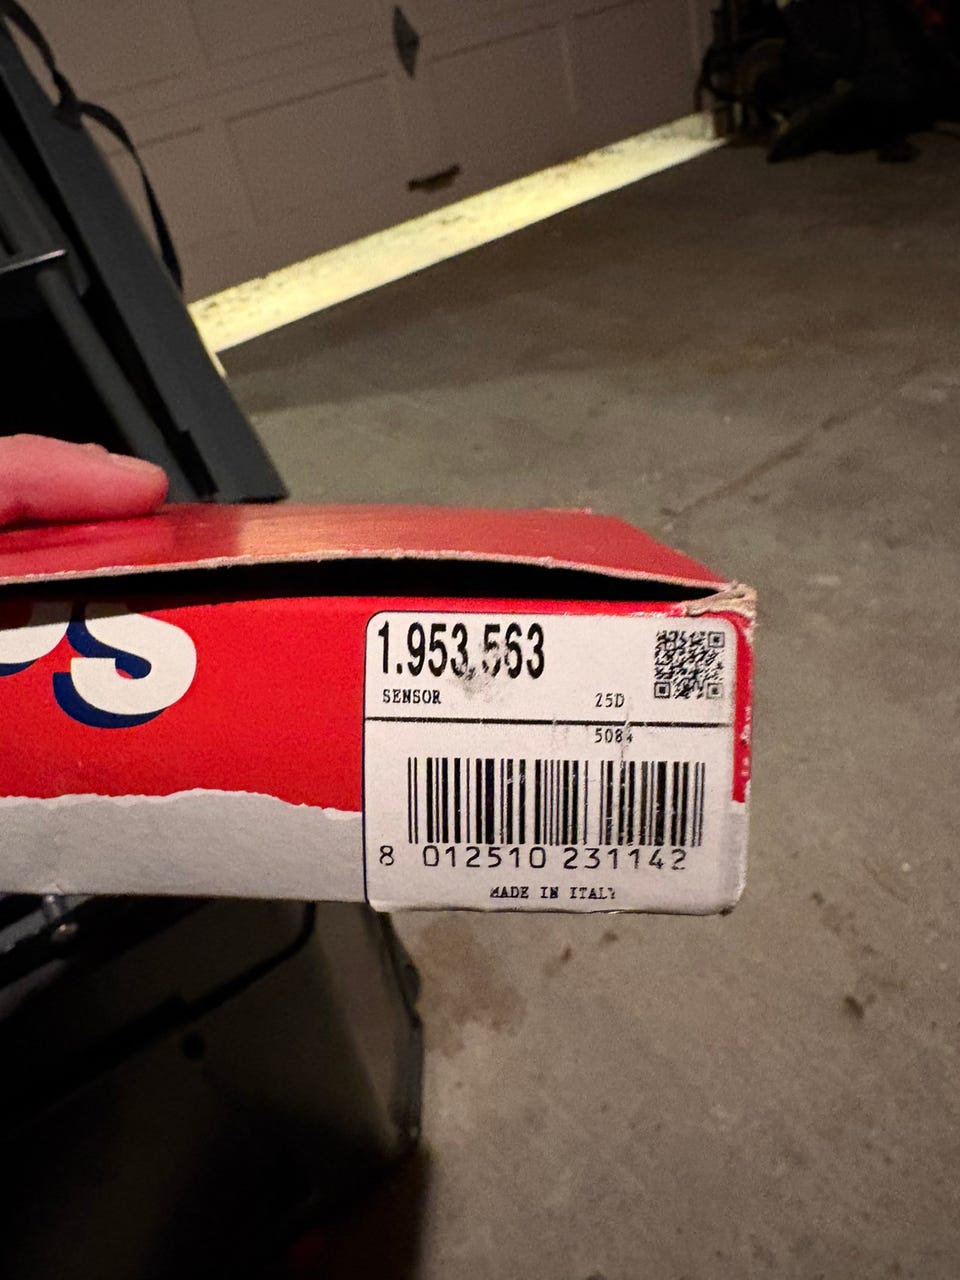 1.953.563
SENSOR
25D
5084
8 012510 231142
MADE IN ITALY